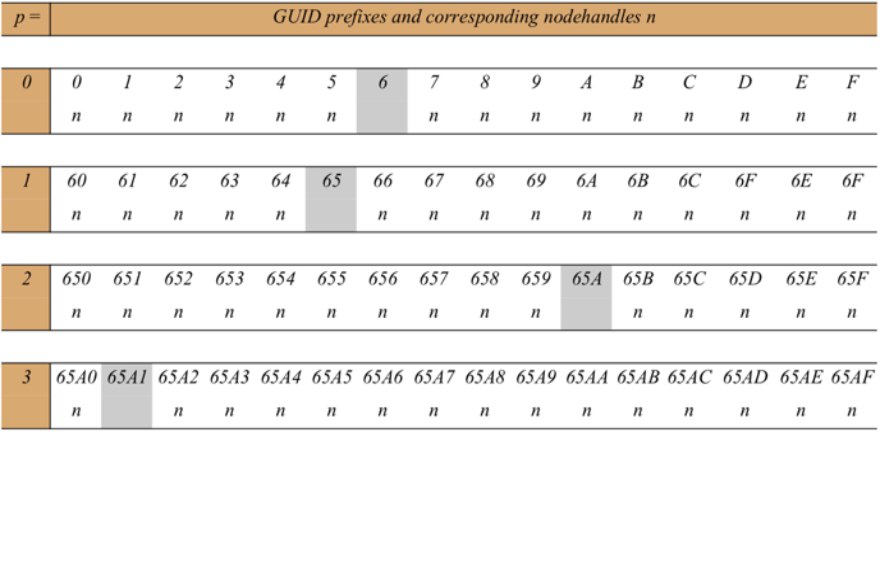 p = GUID prefixes and corresponding nodehandles n
0 0 1 2 3 4 5 6 7 8 9 A B C D E F
n n n n n n n n n n n n n n n
1 60 61 62 63 64 65 66 67 68 69 6A 6B 6C 6F 6E 6F
n n n n n n n n n n n n n n n
2 650 651 652 653 654 655 656 657 658 659 65A 65B 65C 65D 65E 65F
n n n n n n n n n n n n n n n
3 65A0 65A1 65A2 65A3 65A4 65A5 65A6 65A7 65A8 65A9 65AA 65AB 65AC 65AD 65AE 65AF
n n n n n n n n n n n n n n n